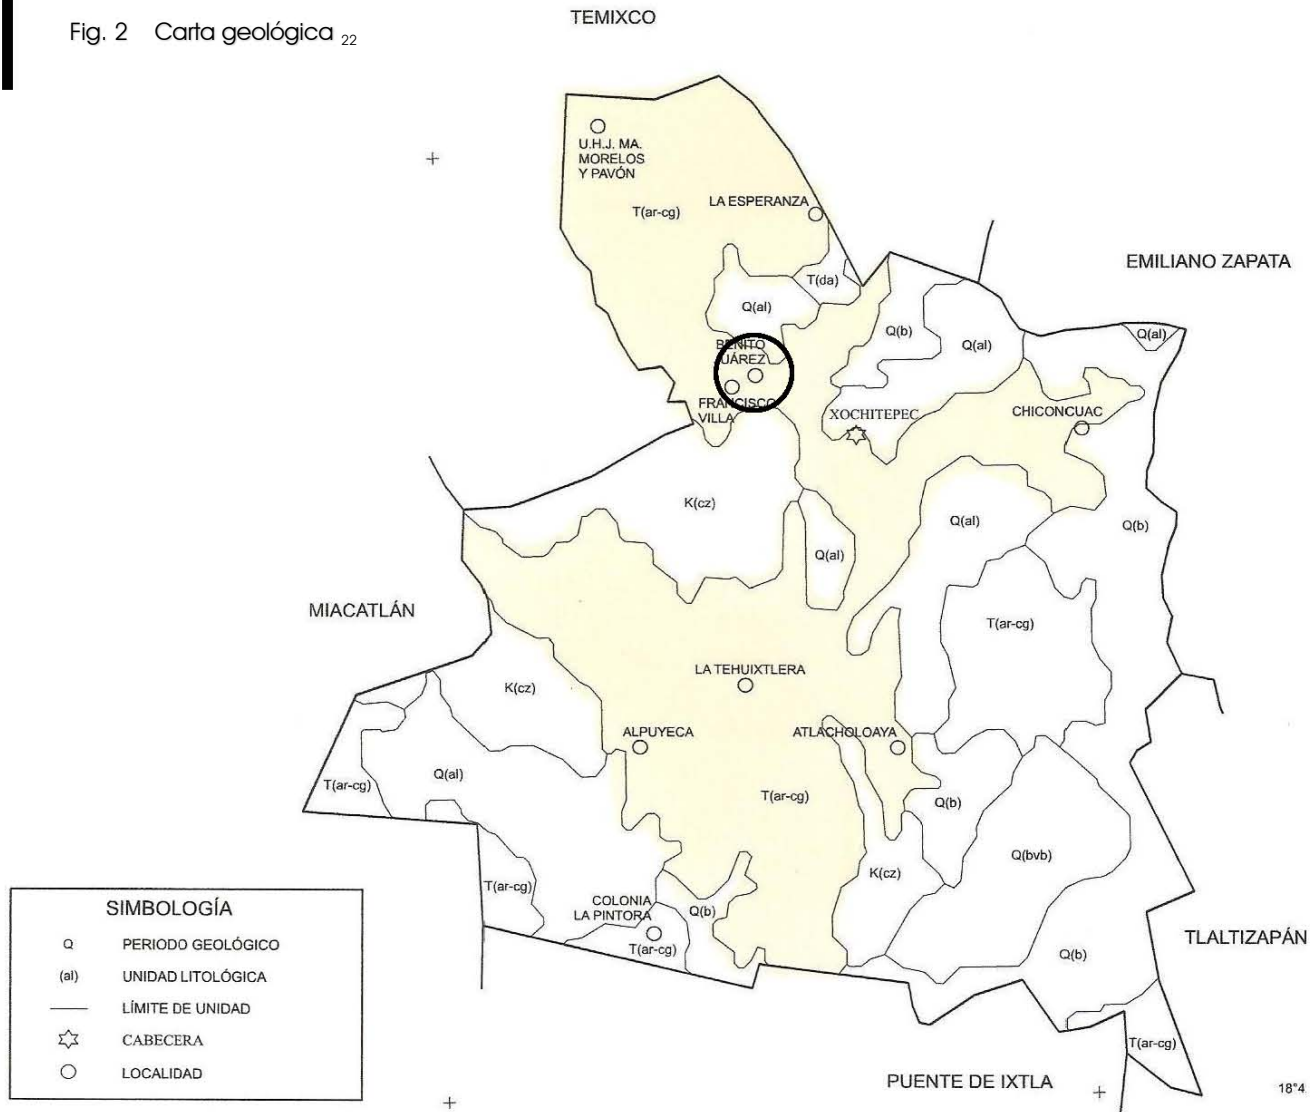 Fig. 2 Carta geológica 22
TEMIXCO
U.H.J. MA.
MORELOS
Y PAVÓN
T(ar-cg)
LA ESPERANZA
EMILIANO ZAPATA
T(da)
Q(al)
Q(b)
Q(al)
Q(al)
BENITO
JUÁREZ
FRANCISCO
VILLA
XOCHITEPEC
CHICONCUAC
K(cz)
Q(al)
Q(al)
Q(b)
MIACATLÁN
T(ar-cg)
LA TEHUIXTLERA
K(cz)
ALPUYECA
ATLACHOLOAYA
Q(al)
T(ar-cg)
T(ar-cg)
Q(b)
Q(bvb)
K(cz)
T(ar-cg)
COLONIA
LA PINTORA
Q(b)
T(ar-cg)
Q(b)
TLALTIZAPÁN
T(ar-cg)
PUENTE DE IXTLA
18°4
SIMBOLOGÍA
Q PERIODO GEOLÓGICO
(al) UNIDAD LITOLÓGICA
LÍMITE DE UNIDAD
CABECERA
LOCALIDAD